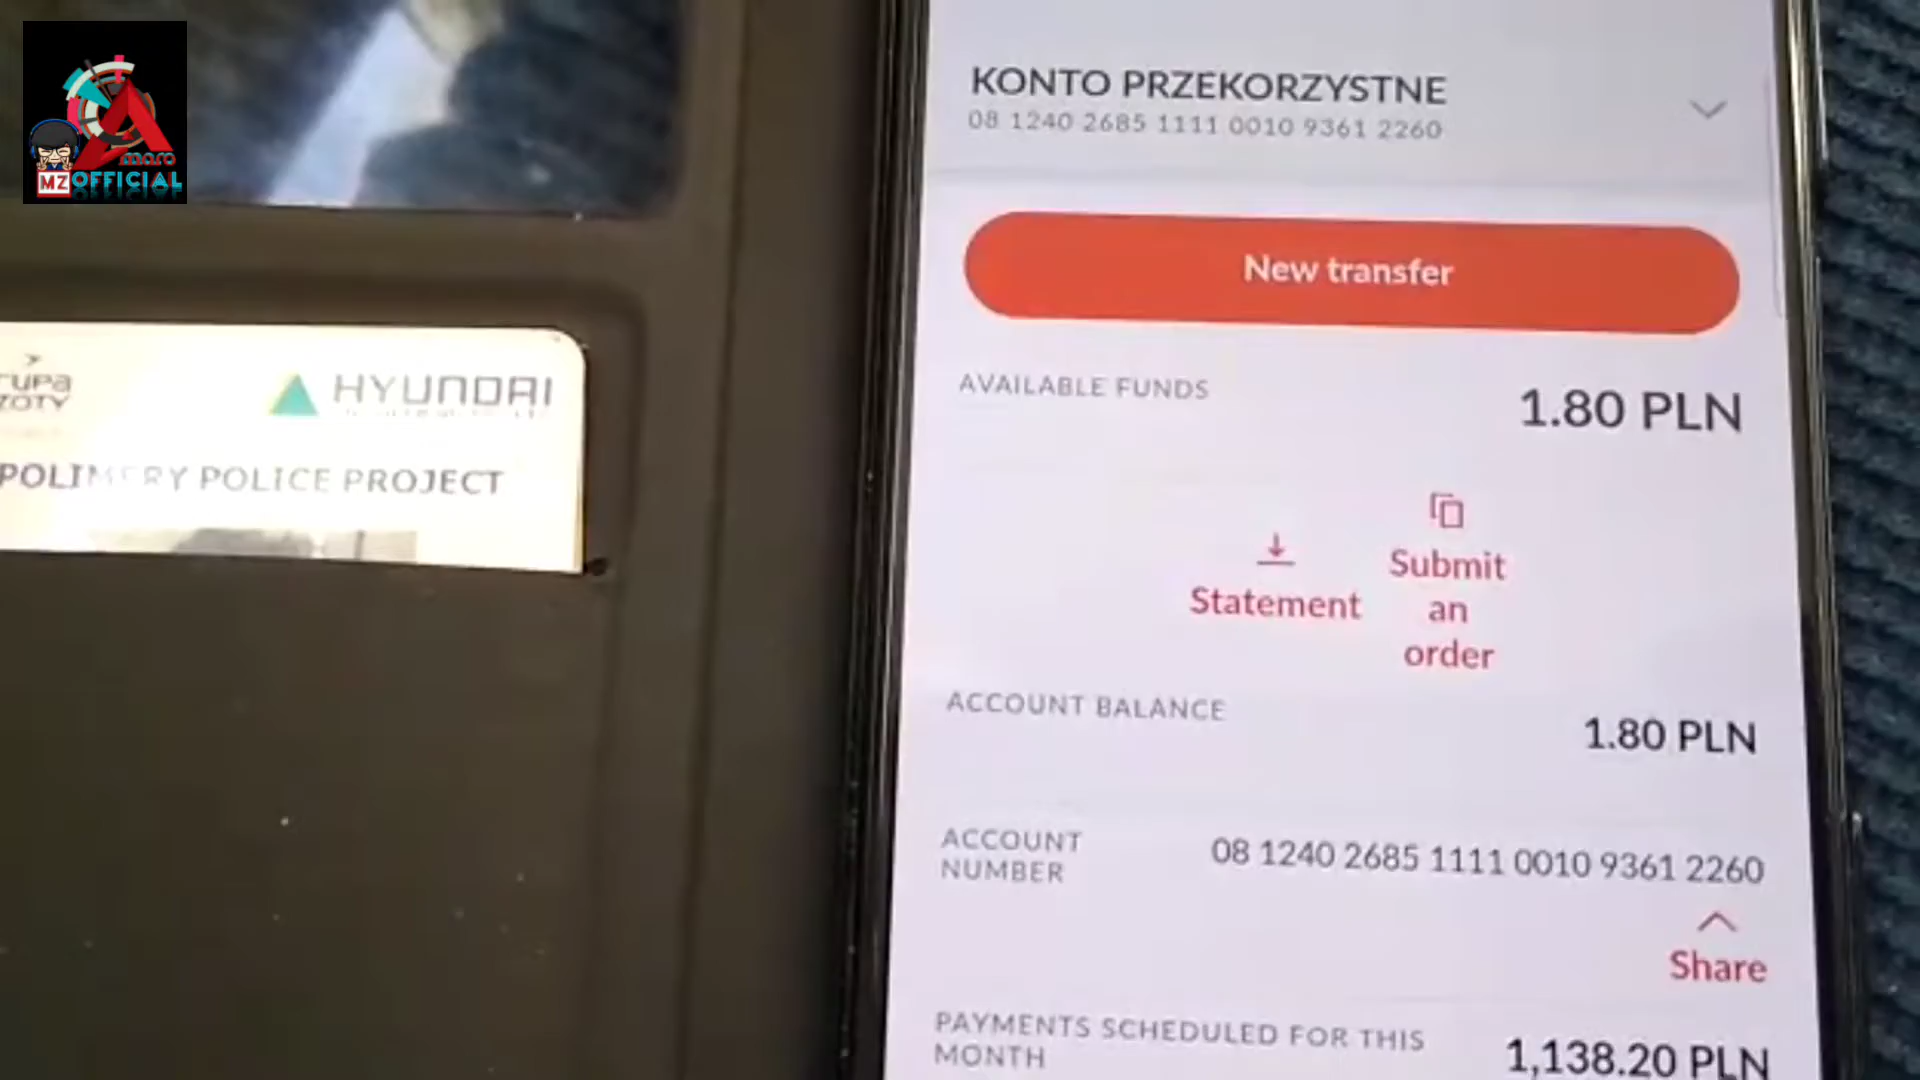 maro
MZ OFFICIAL
HYUNDAI
POLIMERY POLICE PROJECT
KONTO PRZEKORZYSTNE
08 1240 2685 1111 0010 9361 2260
New transfer
AVAILABLE FUNDS
1.80 PLN
Statement
Submit
an
order
ACCOUNT BALANCE
1.80 PLN
ACCOUNT
NUMBER
08 1240 2685 1111 0010 9361 2260
Share
PAYMENTS SCHEDULED FOR THIS
MONTH
1,138.20 PLN